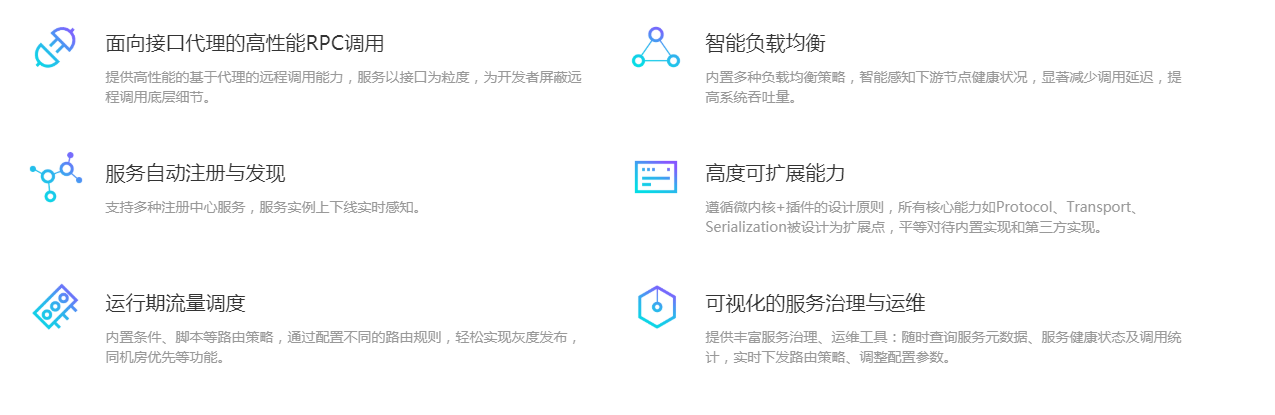 面向接口代理的高性能RPC调用
提供高性能的基于代理的远程调用能力，服务以接口为粒度，为开发者屏蔽远
程调用底层细节。
智能负载均衡
内置多种负载均衡策略，智能感知下游节点健康状况，显著减少调用延迟，提
高系统吞吐量。
服务自动注册与发现
支持多种注册中心服务，服务实例上下线实时感知。
高度可扩展能力
遵循微内核+插件的设计原则，所有核心能力如Protocol、Transport、
Serialization被设计为扩展点，平等对待内置实现和第三方实现。
运行期流量调度
内置条件、脚本等路由策略，通过配置不同的路由规则，轻松实现灰度发布，
同机房优先等功能。
可视化的服务治理与运维
提供丰富服务治理、运维工具：随时查询服务元数据、服务健康状态及调用统
计，实时下发路由策略、调整配置参数。